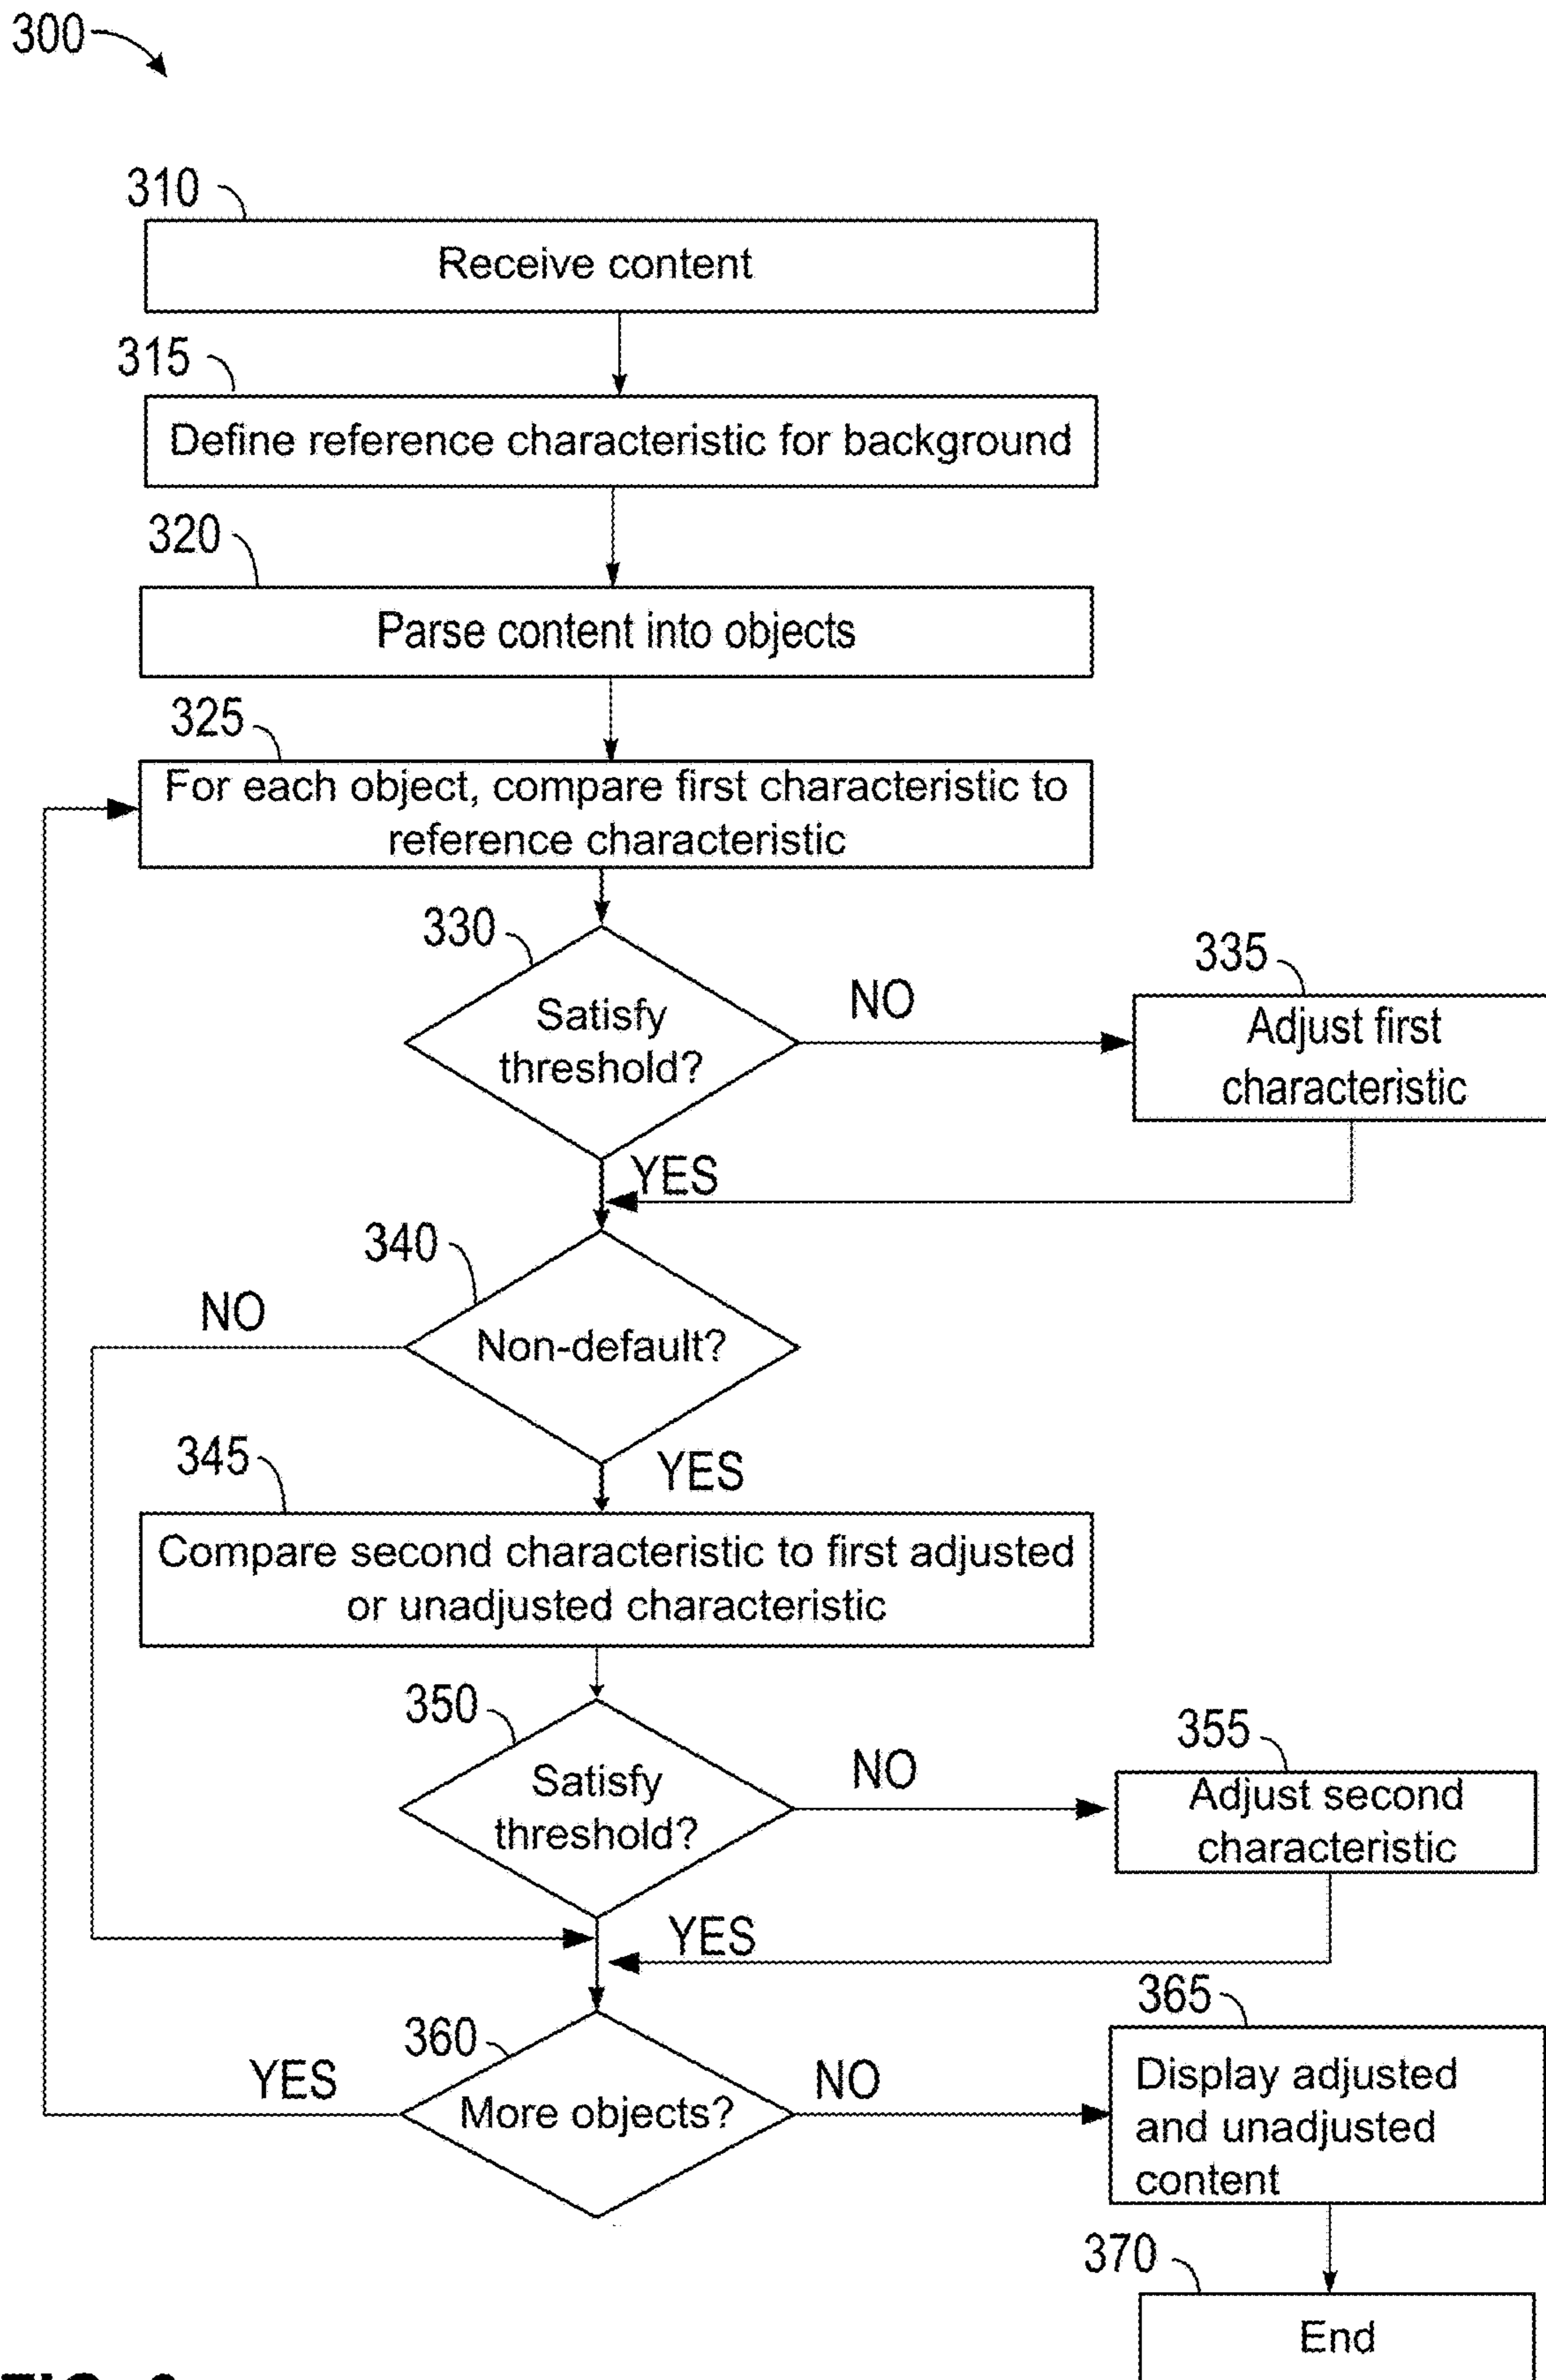 300
310
Receive content
315
Define reference characteristic for background
320
Parse content into objects
325
For each object, compare first characteristic to
reference characteristic
330
Satisfy
threshold?
NO
335
Adjust first
characteristic
YES
340
NO
Non-default?
345
YES
Compare second characteristic to first adjusted
or unadjusted characteristic
350
Satisfy
threshold?
NO
355
Adjust second
characteristic
YES
360
YES
More objects?
NO
365
Display adjusted
and unadjusted
content
370
End